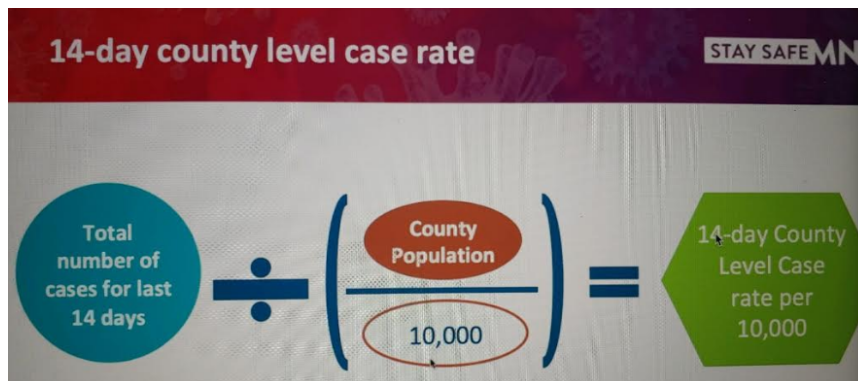 14-day county level case rate
STAY SAFE MN
Total
number of
cases for last
14 days
÷
County
Population
10,000
=
14-day County
Level Case
rate per
10,000